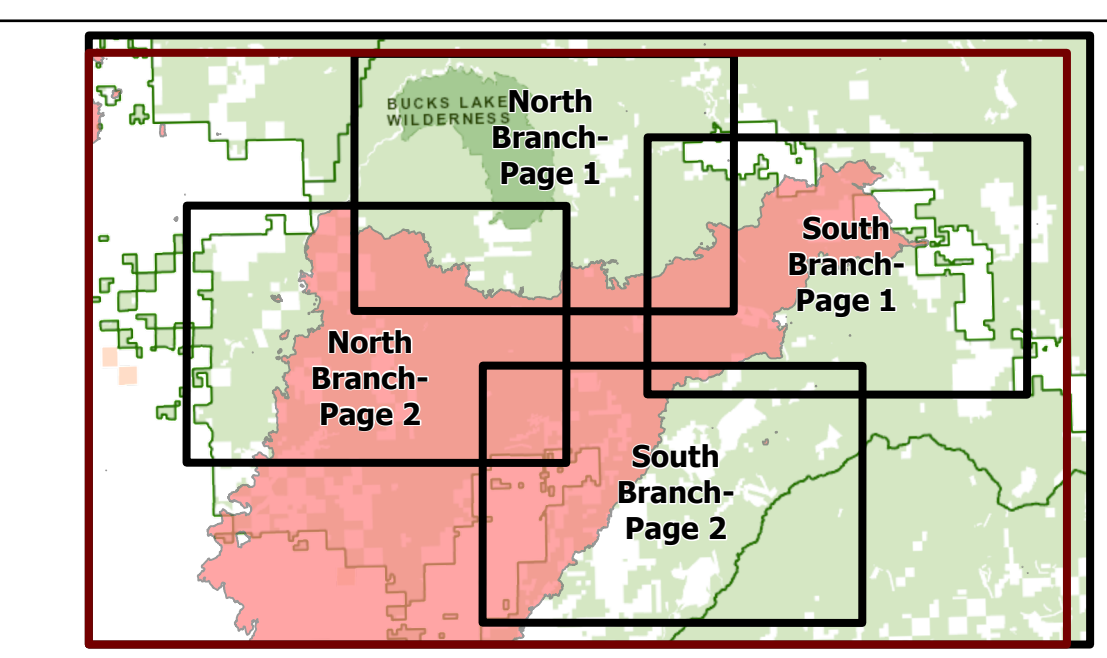 BUCKS LAKE
WILDERNESS
North
Branch-
Page 1
South
Branch-
Page 1
North
Branch-
Page 2
South
Branch-
Page 2